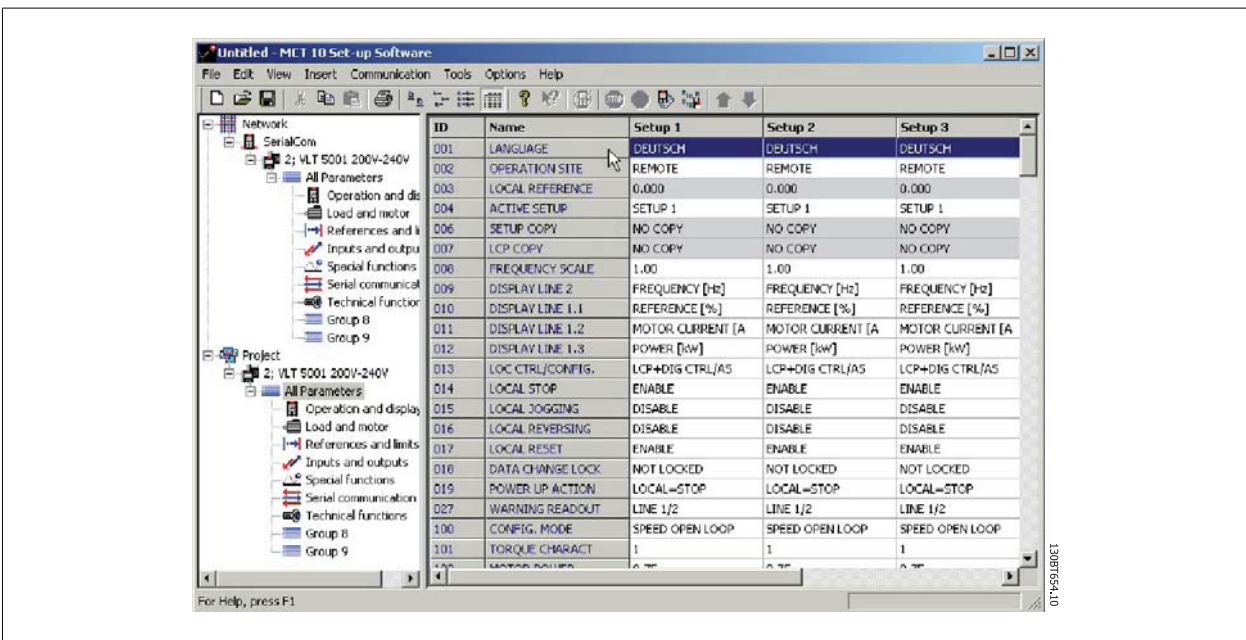 Untitled - MCT 10 Set-up Software
File Edit View Insert Communication Tools Options Help
Network
SerialCom
2; VLT 5001 200V-240V
All Parameters
Operation and dis
Load and motor
References and li
Inputs and outpu
Special functions
Serial communicat
Technical function
Group 8
Group 9
Project
2; VLT 5001 200V-240V
All Parameters
Operation and display
Load and motor
References and limits
Inputs and outputs
Special functions
Serial communication
Technical functions
Group 8
Group 9
ID Name Setup 1 Setup 2 Setup 3
001 LANGUAGE DEUTSCH DEUTSCH DEUTSCH
002 OPERATION SITE REMOTE REMOTE REMOTE
003 LOCAL REFERENCE 0.000 0.000 0.000
004 ACTIVE SETUP SETUP 1 SETUP 1 SETUP 1
006 SETUP COPY NO COPY NO COPY NO COPY
007 LCP COPY NO COPY NO COPY NO COPY
008 FREQUENCY SCALE 1.00 1.00 1.00
009 DISPLAY LINE 2 FREQUENCY [Hz] FREQUENCY [Hz] FREQUENCY [Hz]
010 DISPLAY LINE 1.1 REFERENCE [%] REFERENCE [%] REFERENCE [%]
011 DISPLAY LINE 1.2 MOTOR CURRENT [A MOTOR CURRENT [A MOTOR CURRENT [A
012 DISPLAY LINE 1.3 POWER [kW] POWER [kW] POWER [kW]
013 LOC CTRL/CONFIG. LCP+DIG CTRL/AS LCP+DIG CTRL/AS LCP+DIG CTRL/AS
014 LOCAL STOP ENABLE ENABLE ENABLE
015 LOCAL JOGGING DISABLE DISABLE DISABLE
016 LOCAL REVERSING DISABLE DISABLE DISABLE
017 LOCAL RESET ENABLE ENABLE ENABLE
018 DATA CHANGE LOCK NOT LOCKED NOT LOCKED NOT LOCKED
019 POWER UP ACTION LOCAL=STOP LOCAL=STOP LOCAL=STOP
027 WARNING READOUT LINE 1/2 LINE 1/2 LINE 1/2
100 CONFIG. MODE SPEED OPEN LOOP SPEED OPEN LOOP SPEED OPEN LOOP
101 TORQUE CHARACT 1 1 1
For Help, press F1
130BT654.10